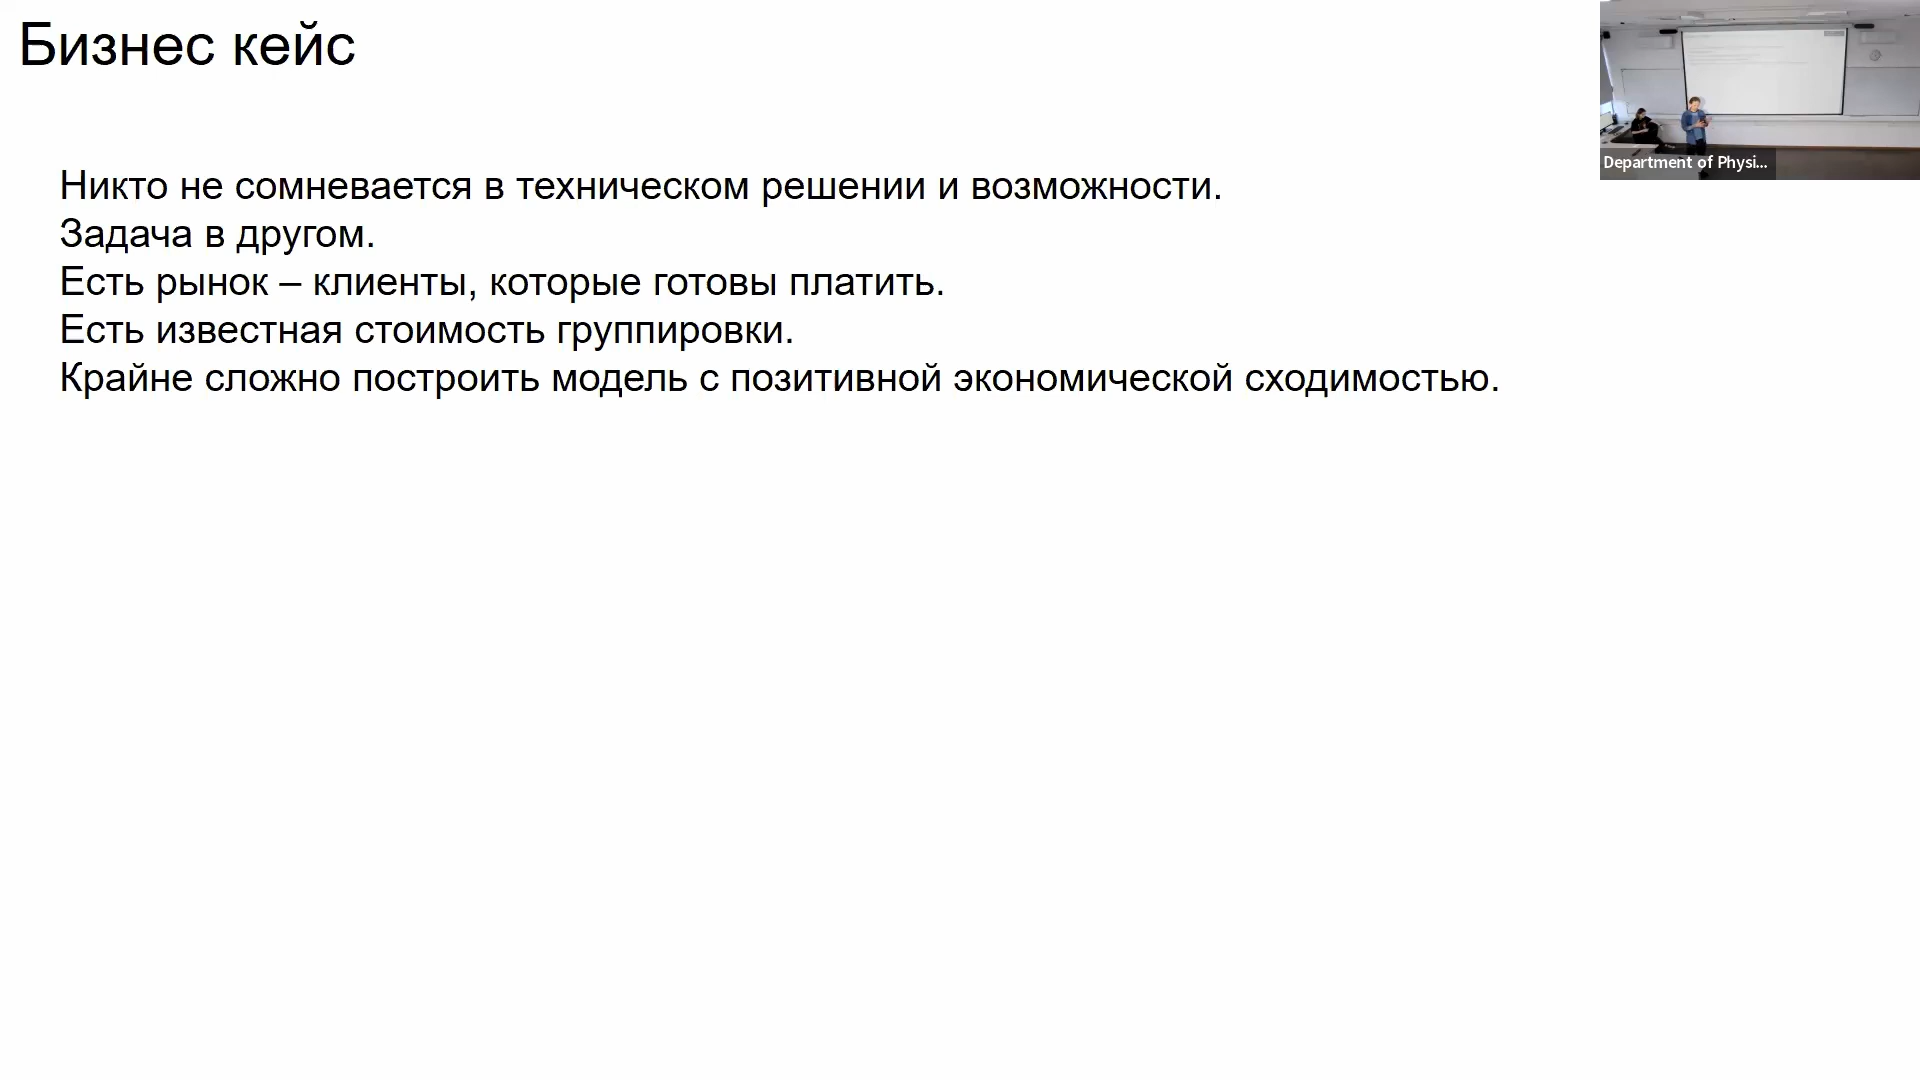 Бизнес кейс
Никто не сомневается в техническом решении и возможности.
Задача в другом.
Есть рынок – клиенты, которые готовы платить.
Есть известная стоимость группировки.
Крайне сложно построить модель с позитивной экономической сходимостью.
Department of Physi...